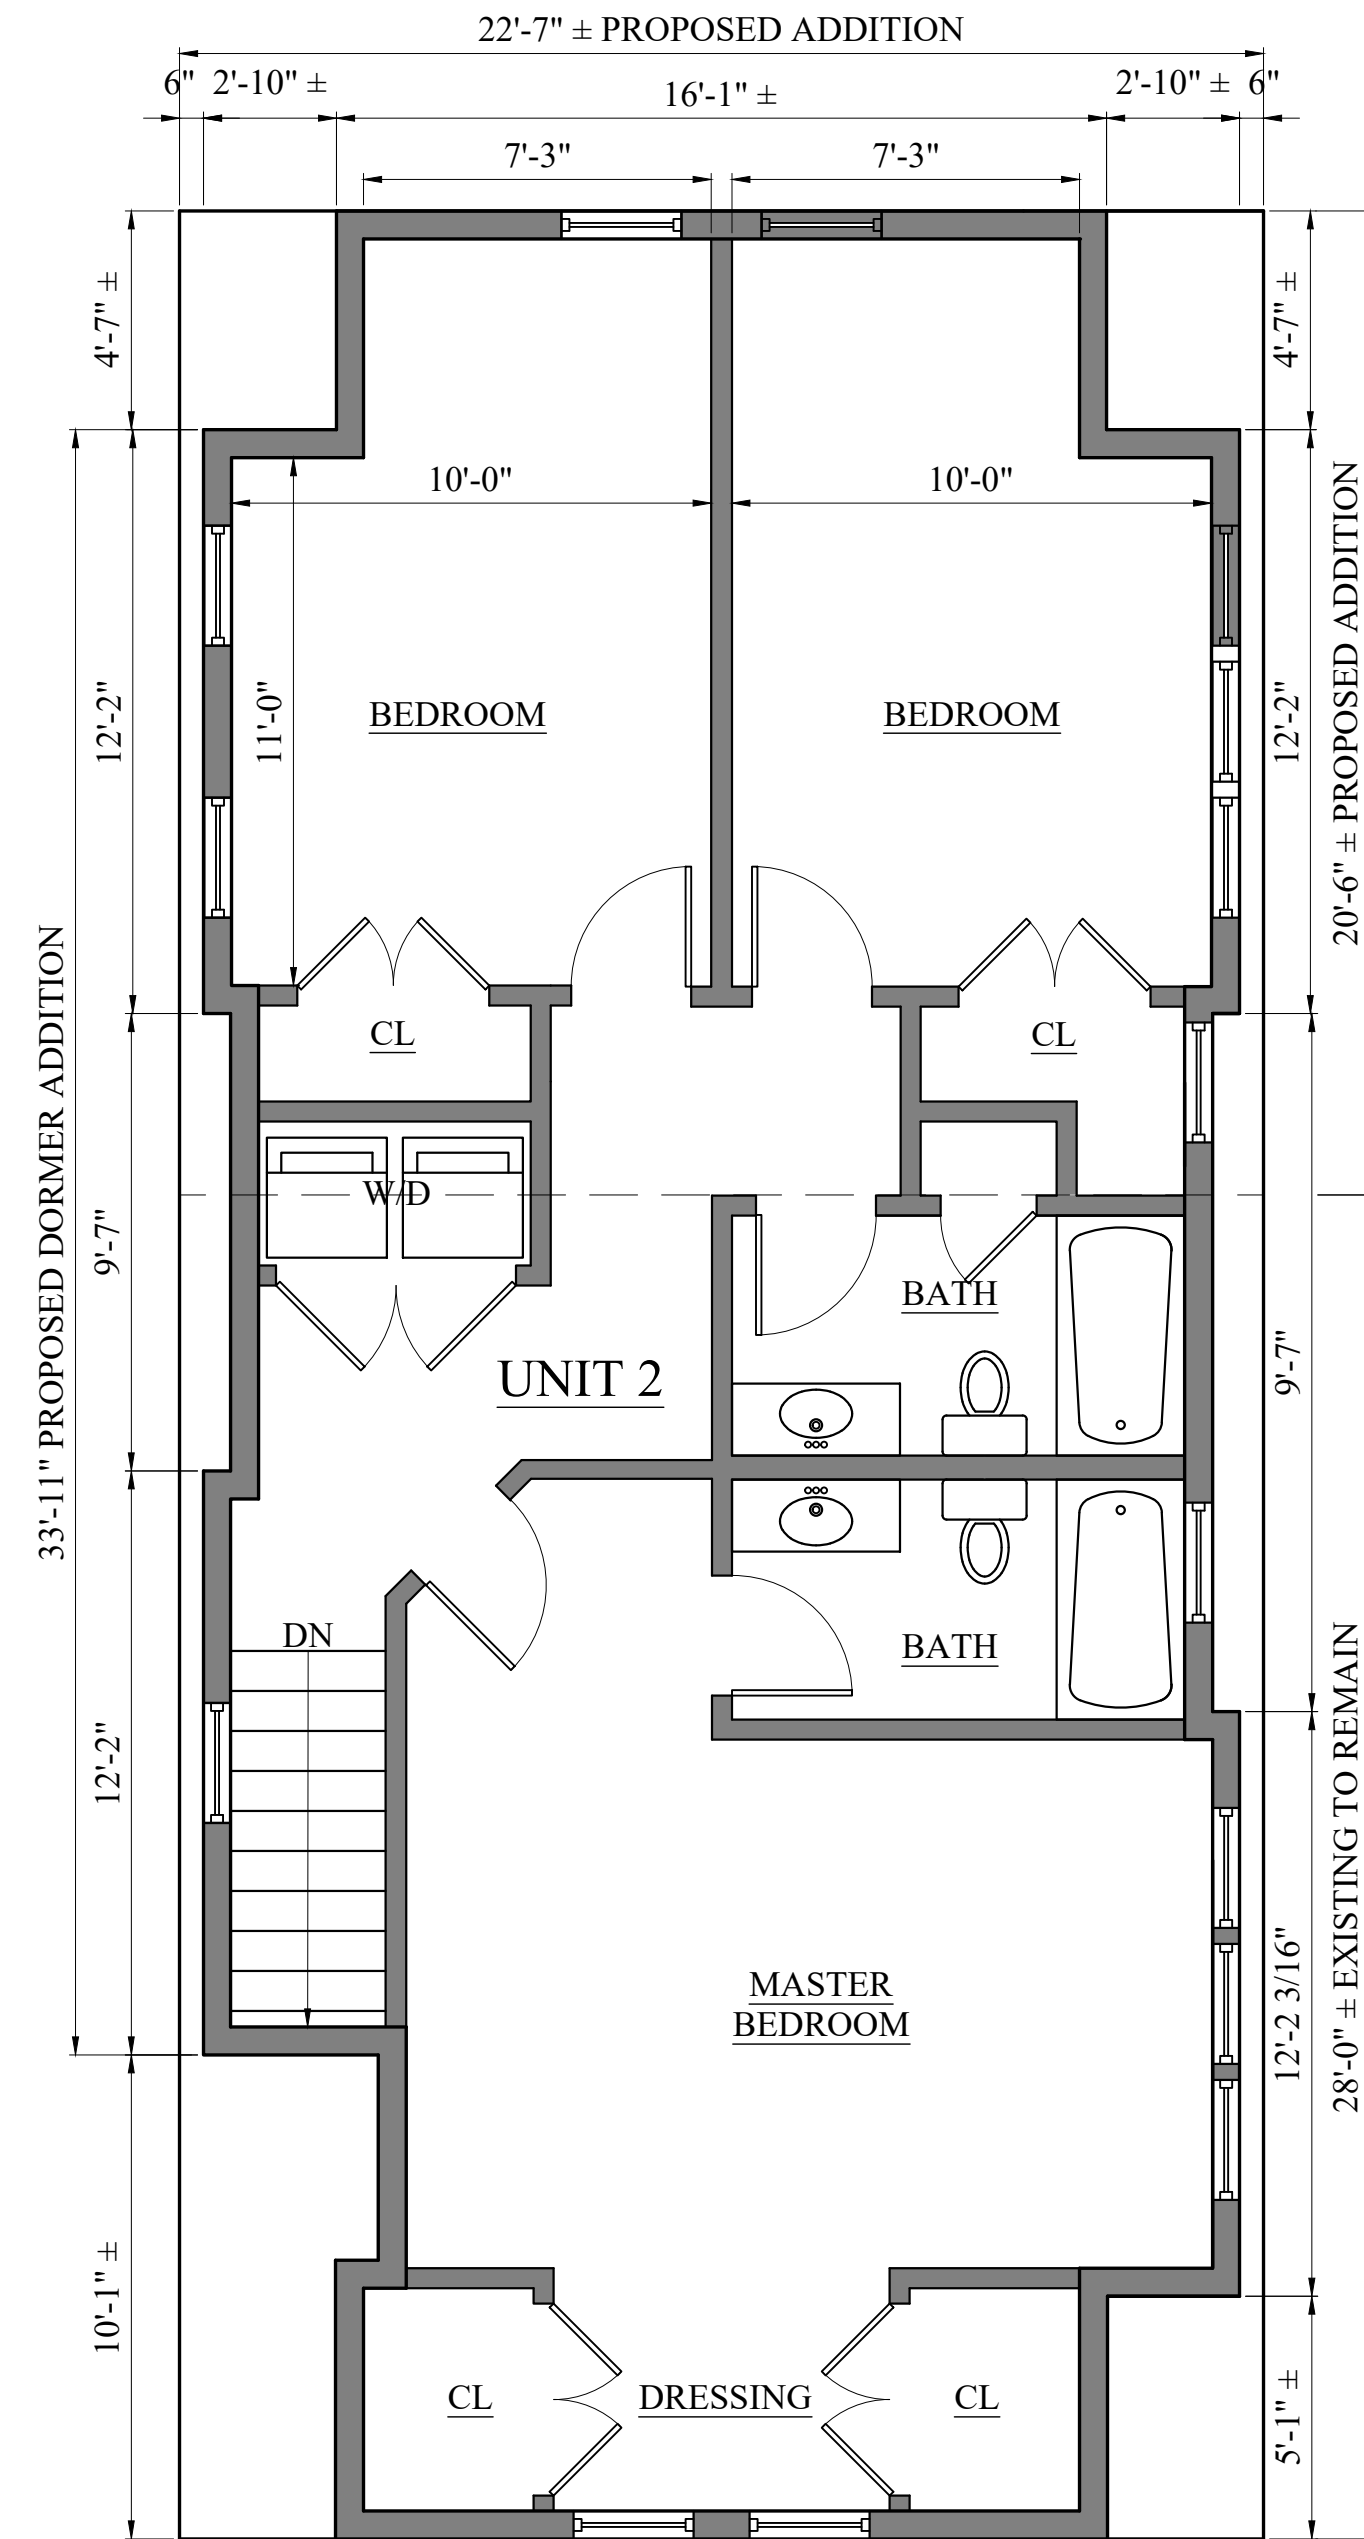 22'-7" ± PROPOSED ADDITION
6" 2'-10" ± 16'-1" ± 2'-10" ± 6"
7'-3" 7'-3"
4'-7" ± 4'-7" ±
10'-0" 10'-0"
12'-2" 11'-0" BEDROOM BEDROOM 12'-2" 20'-6" ± PROPOSED ADDITION
CL CL
33'-11" PROPOSED DORMER ADDITION
W/D
9'-7"
BATH
UNIT 2
9'-7"
DN
BATH
12'-2"
MASTER
BEDROOM
12'-2 3/16"
28'-0" ± EXISTING TO REMAIN
10'-1" ±
CL DRESSING CL
5'-1" ±